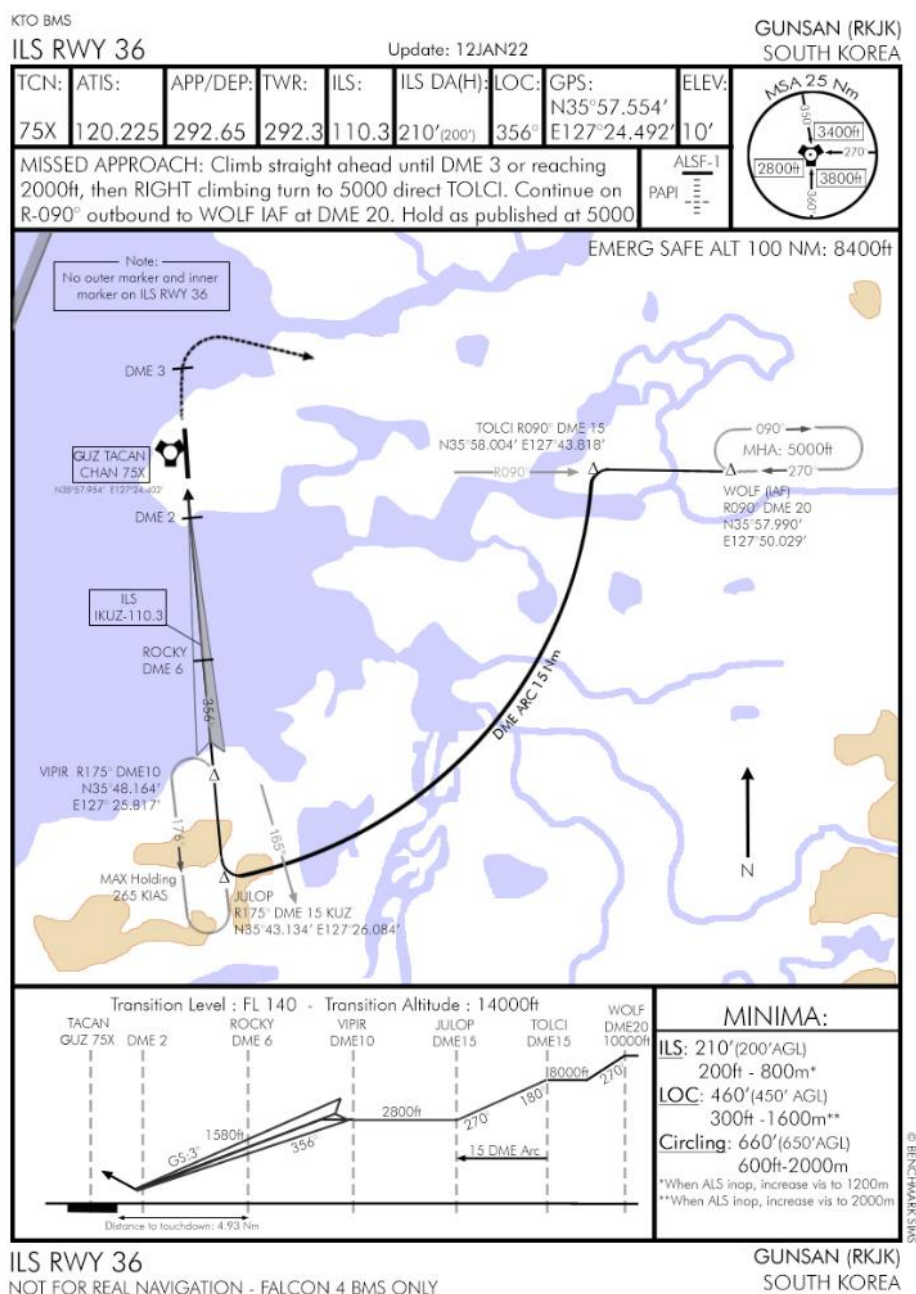 KTO BMS
ILS RWY 36
Update: 12JAN22
GUNSAN (RKJK)
SOUTH KOREA
TCN:
75X
ATIS:
120.225
APP/DEP:
292.65
TWR:
292.3
ILS:
110.3
ILS DA(H):
210'(200')
LOC:
356°
GPS:
N35°57.554'
E127°24.492'
ELEV:
10'
MSA 25 Nm
350°
3400ft
270°
2800ft
3800ft
360°
MISSED APPROACH: Climb straight ahead until DME 3 or reaching
2000ft, then RIGHT climbing turn to 5000 direct TOLCI. Continue on
R-090° outbound to WOLF IAF at DME 20. Hold as published at 5000
ALSF-1
PAPI
EMERG SAFE ALT 100 NM: 8400ft
Note:
No outer marker and inner
marker on ILS RWY 36
DME 3
GUZ TACAN
CHAN 75X
N35°57.954' E127°24.402'
DME 2
TOLCI R090° DME 15
N35°58.004' E127°43.818'
R090°
090°
MHA: 5000ft
270°
WOLF (IAF)
R090° DME 20
N35°57.990'
E127°50.029'
ILS
IKUZ-110.3
ROCKY
DME 6
356°
DME ARC 15 Nm
VIPIR R175° DME10
N35°48.164'
E127° 25.817'
176°
165°
MAX Holding
265 KIAS
JULOP
R175° DME 15 KUZ
N35°43.134' E127°26.084'
N
Transition Level : FL 140 - Transition Altitude : 14000ft
TACAN
GUZ 75X
DME 2
ROCKY
DME 6
VIPIR
DME10
JULOP
DME15
TOLCI
DME15
WOLF
DME20
10000ft
8000ft
270°
180°
2800ft
270°
1580ft
GS:3°
356°
15 DME Arc
Distance to touchdown: 4.93 Nm
MINIMA:
ILS: 210'(200'AGL)
200ft - 800m*
LOC: 460'(450' AGL)
300ft -1600m**
Circling: 660'(650'AGL)
600ft-2000m
*When ALS inop, increase vis to 1200m
**When ALS inop, increase vis to 2000m
© BENCHMARK SIMS
ILS RWY 36
NOT FOR REAL NAVIGATION - FALCON 4 BMS ONLY
GUNSAN (RKJK)
SOUTH KOREA